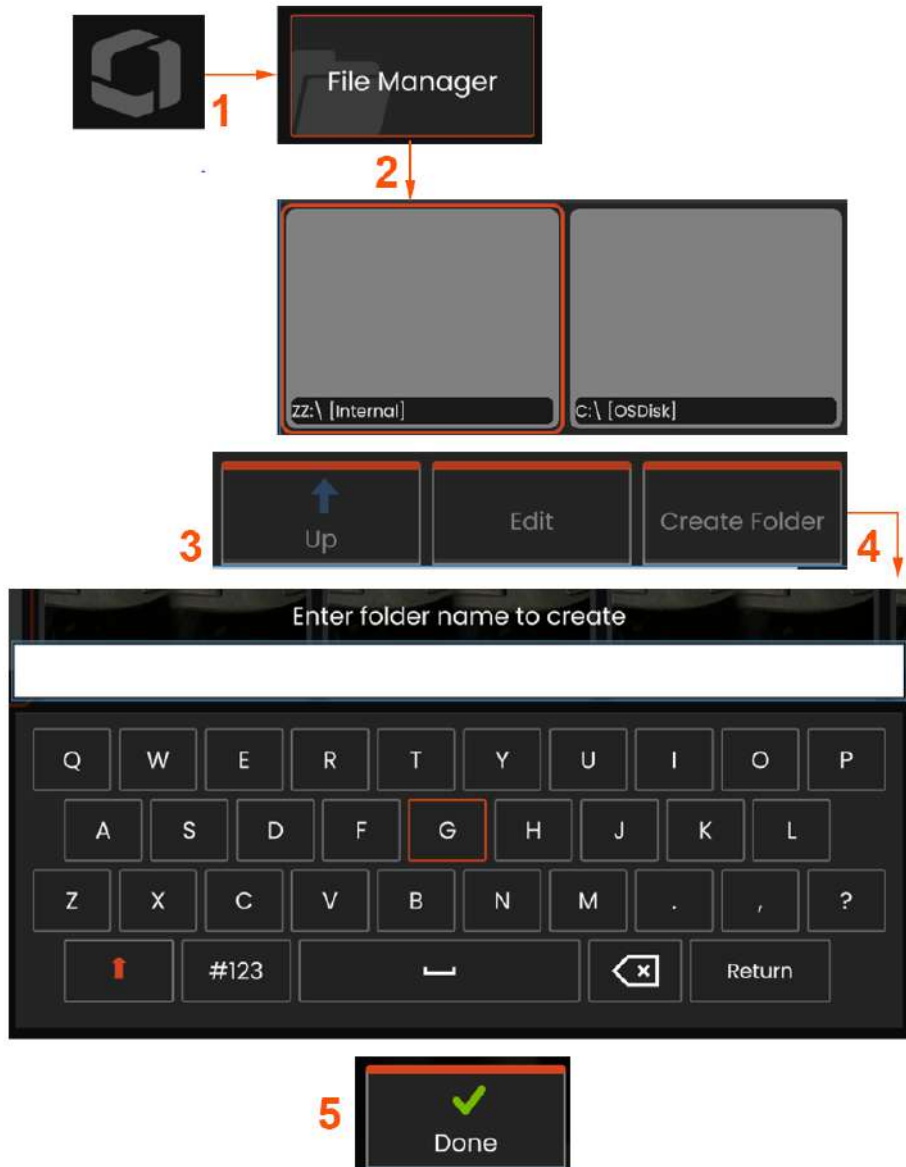 1
File Manager
2
ZZ:\ [Internal]
C:\ [OSDisk]
3
Up
Edit
Create Folder
4
Enter folder name to create
Q W E R T Y U I O P
A S D F G H J K L
Z X C V B N M . , ?
#123
Return
5
Done